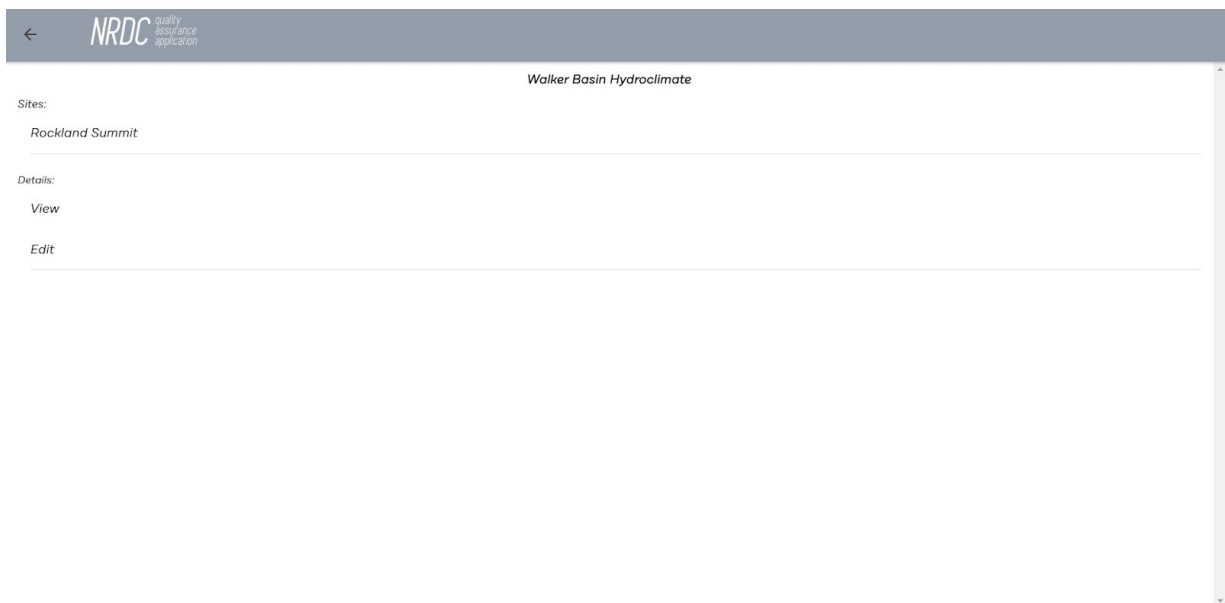 NRDC quality
assurance
application
Walker Basin Hydroclimate
Sites:
Rockland Summit
Details:
View
Edit